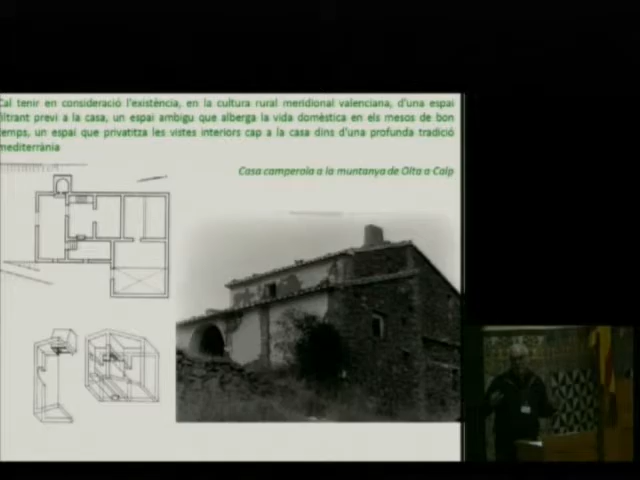 Cal tenir en consideració l'existència, en la cultura rural meridional valenciana, d'una espai
filtrant previ a la casa, un espai ambigu que alberga la vida domèstica en els mesos de bon
temps, un espai que privatitza les vistes interiors cap a la casa dins d'una profunda tradició
mediterrània
Casa camperola a la muntanya de Olta a Calp